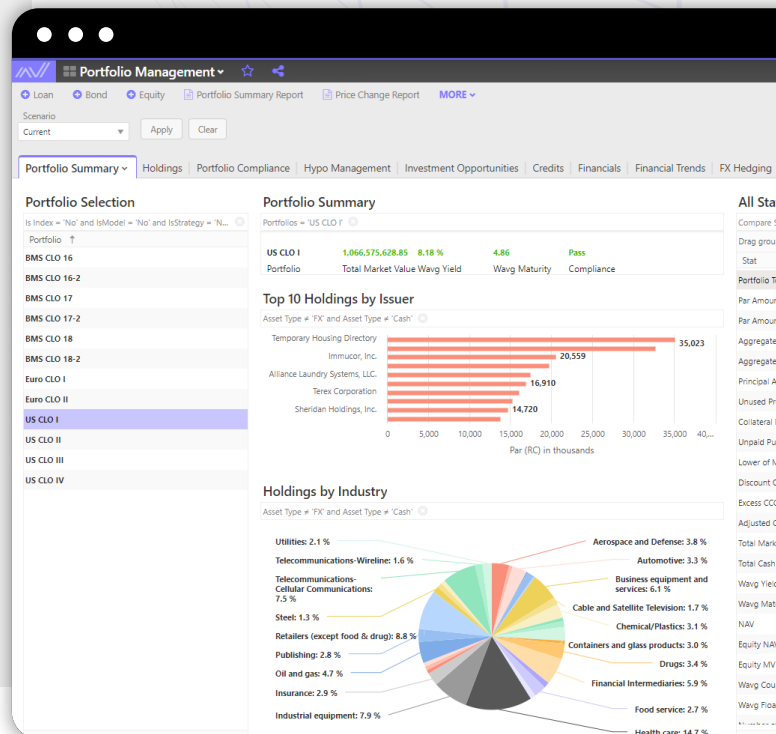 Portfolio Management
Loan Bond Equity Portfolio Summary Report Price Change Report MORE
Scenario
Current Apply Clear
Portfolio Summary Holdings Portfolio Compliance Hypo Management Investment Opportunities Credits Financials Financial Trends FX Hedging
Portfolio Selection
Is Index = 'No' and IsModel = 'No' and IsStrategy = 'N...
Portfolio ↑
BMS CLO 16
BMS CLO 16-2
BMS CLO 17
BMS CLO 17-2
BMS CLO 18
BMS CLO 18-2
Euro CLO I
Euro CLO II
US CLO I
US CLO II
US CLO III
US CLO IV
Portfolio Summary
Portfolios = 'US CLO I'
US CLO I 1,066,575,628.85 8.18 % 4.86 Pass
Portfolio Total Market Value Wavg Yield Wavg Maturity Compliance
Top 10 Holdings by Issuer
Asset Type ≠ 'FX' and Asset Type ≠ 'Cash'
Temporary Housing Directory 35,023
Immucor, Inc. 20,559
Alliance Laundry Systems, LLC. 16,910
Terex Corporation
Sheridan Holdings, Inc. 14,720
0 5,000 10,000 15,000 20,000 25,000 30,000 35,000 40,...
Par (RC) in thousands
Holdings by Industry
Asset Type ≠ 'FX' and Asset Type ≠ 'Cash'
Utilities: 2.1 %
Telecommunications-Wireline: 1.6 %
Telecommunications-
Cellular Communications:
7.5 %
Steel: 1.3 %
Retailers (except food & drug): 8.8 %
Publishing: 2.8 %
Oil and gas: 4.7 %
Insurance: 2.9 %
Industrial equipment: 7.9 %
Aerospace and Defense: 3.8 %
Automotive: 3.3 %
Business equipment and
services: 6.1 %
Cable and Satellite Television: 1.7 %
Chemical/Plastics: 3.1 %
Containers and glass products: 3.0 %
Drugs: 3.4 %
Financial Intermediaries: 5.9 %
Food service: 2.7 %
Health care: 14.7 %
All Sta
Compare S
Drag grou
Stat
Portfolio T
Par Amour
Par Amour
Aggregate
Aggregate
Principal A
Unused Pr
Collateral
Unpaid Pu
Lower of M
Discount C
Excess CCC
Adjusted C
Total Mark
Total Cash
Wavg Yield
Wavg Mat
NAV
Equity NAV
Equity MV
Wavg Cou
Wavg Floa